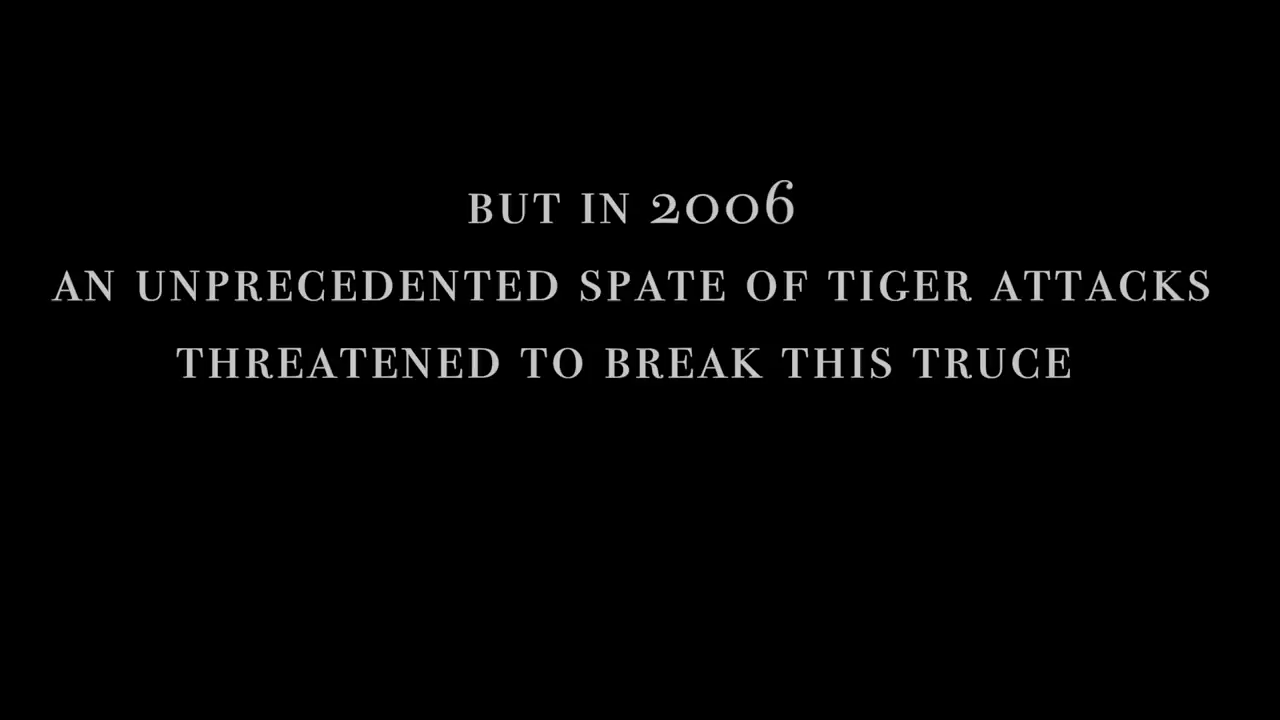 BUT IN 2006
AN UNPRECEDENTED SPATE OF TIGER ATTACKS
THREATENED TO BREAK THIS TRUCE